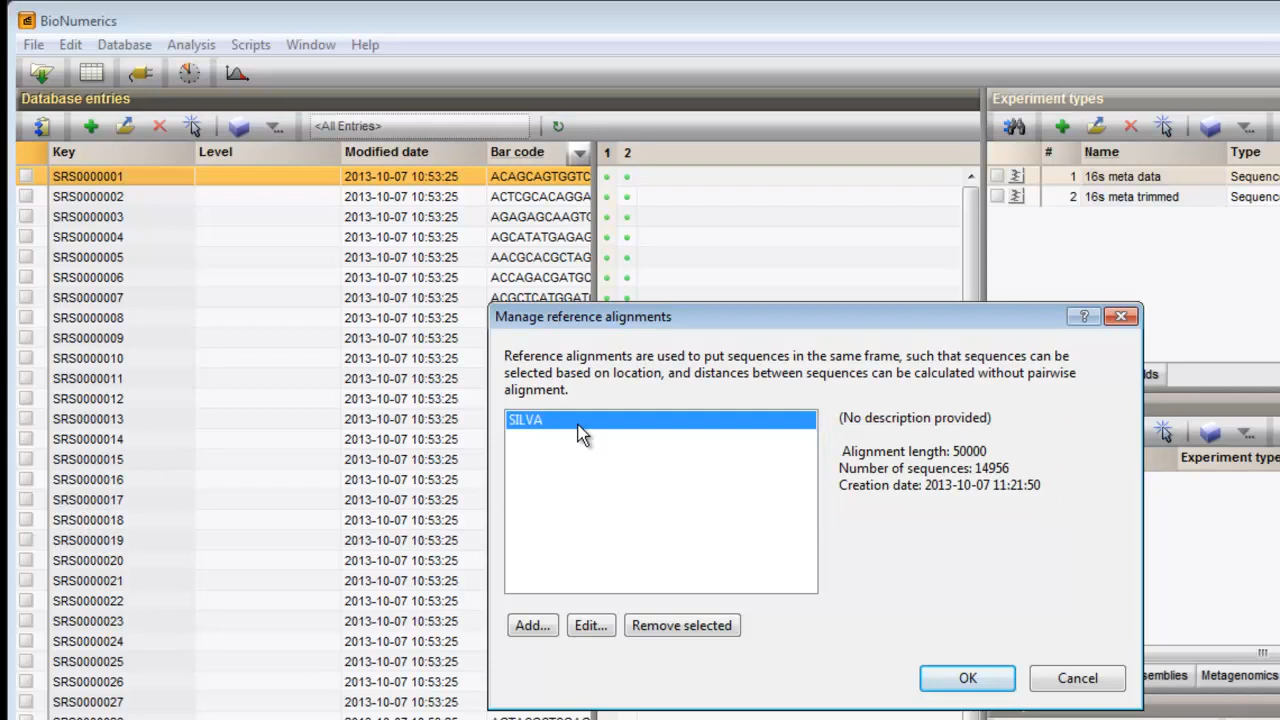 BioNumerics
File Edit Database Analysis Scripts Window Help
Database entries
Experiment types
<All Entries>
Key Level Modified date Bar code 1 2
# Name Type
SRS0000001 2013-10-07 10:53:25 ACAGCAGTGGTC
1 16s meta data Sequenc
SRS0000002 2013-10-07 10:53:25 ACTCGCACAGGA
2 16s meta trimmed Sequenc
SRS0000003 2013-10-07 10:53:25 AGAGAGCAAGTG
SRS0000004 2013-10-07 10:53:25 AGCATATGAGAG
SRS0000005 2013-10-07 10:53:25 AACGCACGCTAG
SRS0000006 2013-10-07 10:53:25 ACCAGACGATGC
SRS0000007 2013-10-07 10:53:25 ACGCTCATGGAT
SRS0000008 2013-10-07 10:53:25
SRS0000009 2013-10-07 10:53:25
SRS0000010 2013-10-07 10:53:25
SRS0000011 2013-10-07 10:53:25
SRS0000012 2013-10-07 10:53:25
SRS0000013 2013-10-07 10:53:25
SRS0000014 2013-10-07 10:53:25
SRS0000015 2013-10-07 10:53:25
SRS0000016 2013-10-07 10:53:25
SRS0000017 2013-10-07 10:53:25
SRS0000018 2013-10-07 10:53:25
SRS0000019 2013-10-07 10:53:25
SRS0000020 2013-10-07 10:53:25
SRS0000021 2013-10-07 10:53:25
SRS0000022 2013-10-07 10:53:25
SRS0000023 2013-10-07 10:53:25
SRS0000024 2013-10-07 10:53:25
SRS0000025 2013-10-07 10:53:25
SRS0000026 2013-10-07 10:53:25
SRS0000027 2013-10-07 10:53:25
Manage reference alignments
Reference alignments are used to put sequences in the same frame, such that sequences can be
selected based on location, and distances between sequences can be calculated without pairwise
alignment.
SILVA
(No description provided)
Alignment length: 50000
Number of sequences: 14956
Creation date: 2013-10-07 11:21:50
Add... Edit... Remove selected
OK Cancel
lds
Experiment type
semblies Metagenomics